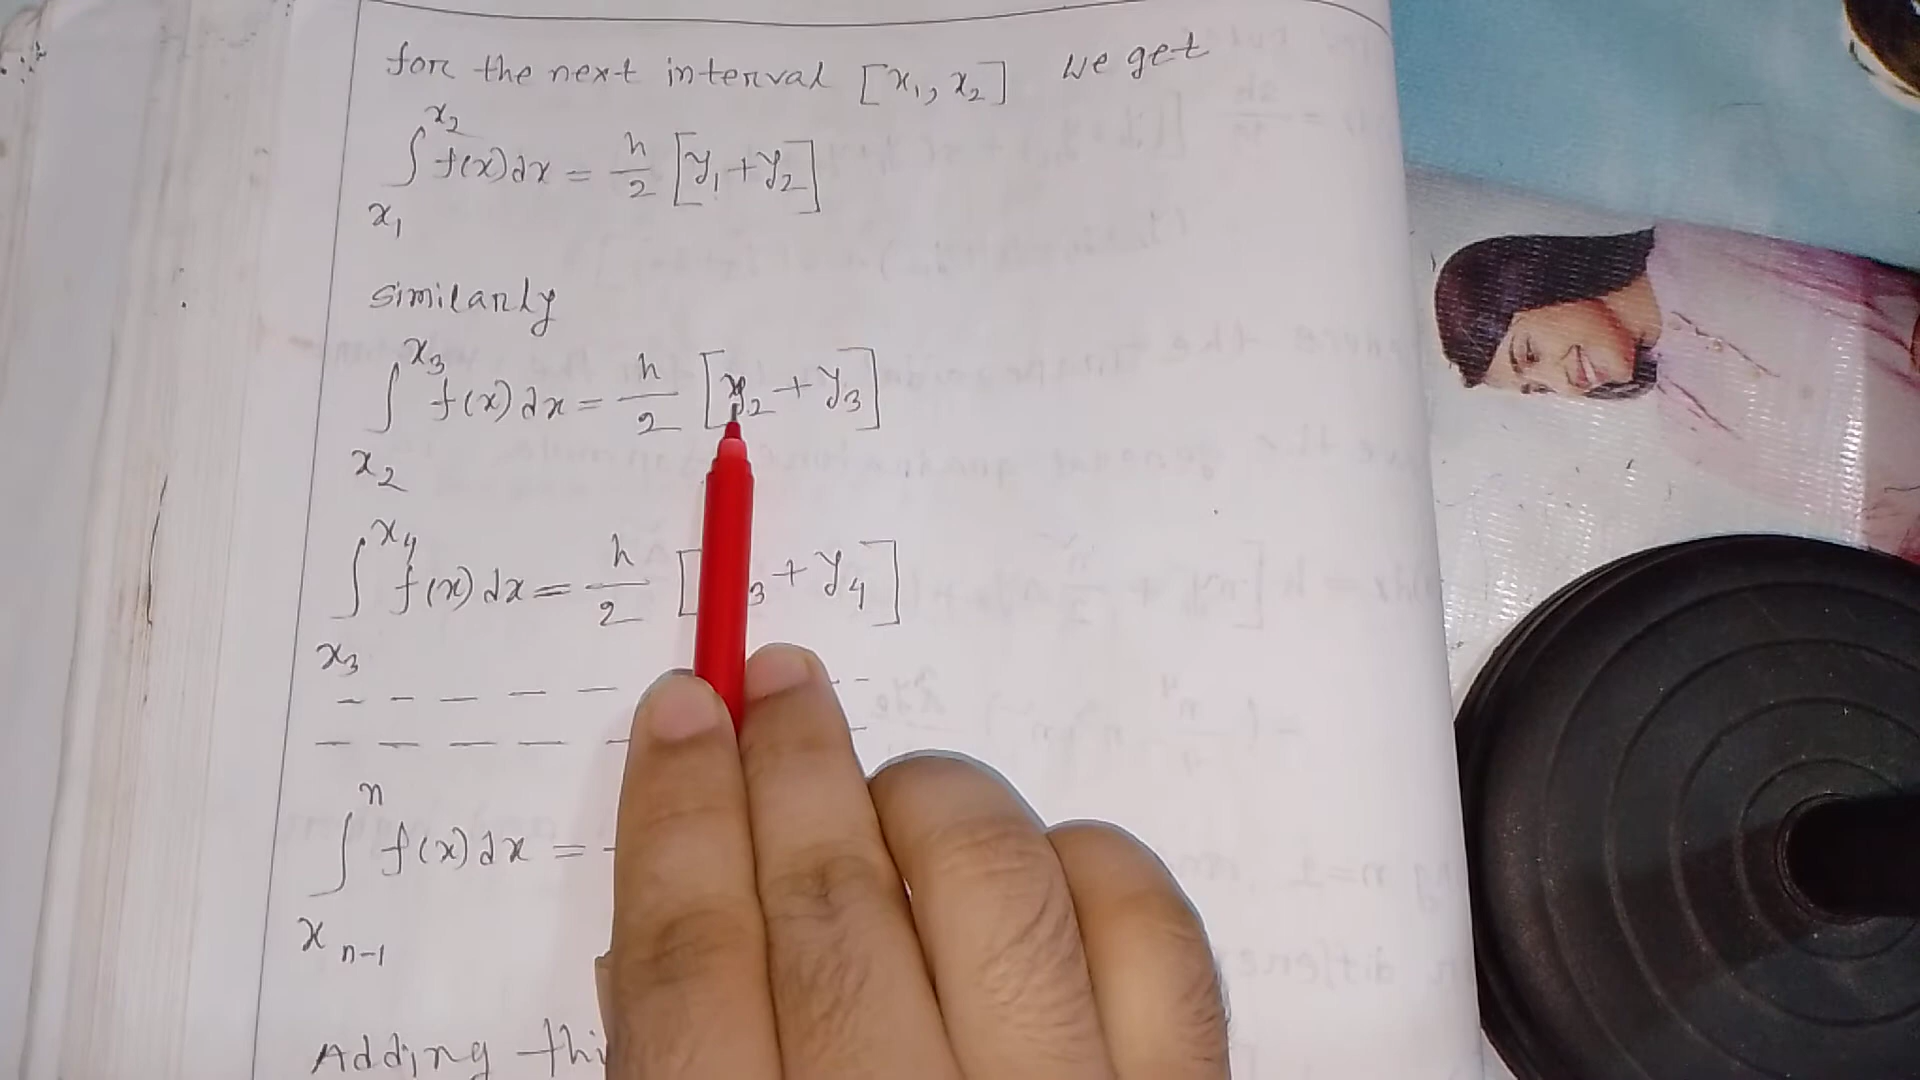 for the next interval [x₁, x₂] we get
∫_{x₁}^{x₂} f(x)dx = h/2 [y₁+y₂]
similarly
∫_{x₂}^{x₃} f(x)dx = h/2 [y₂+y₃]
∫_{x₃}^{x₄} f(x)dx = h/2 [ ₃+y₄]
∫_{x_{n-1}}^{n} f(x)dx =
Adding thi